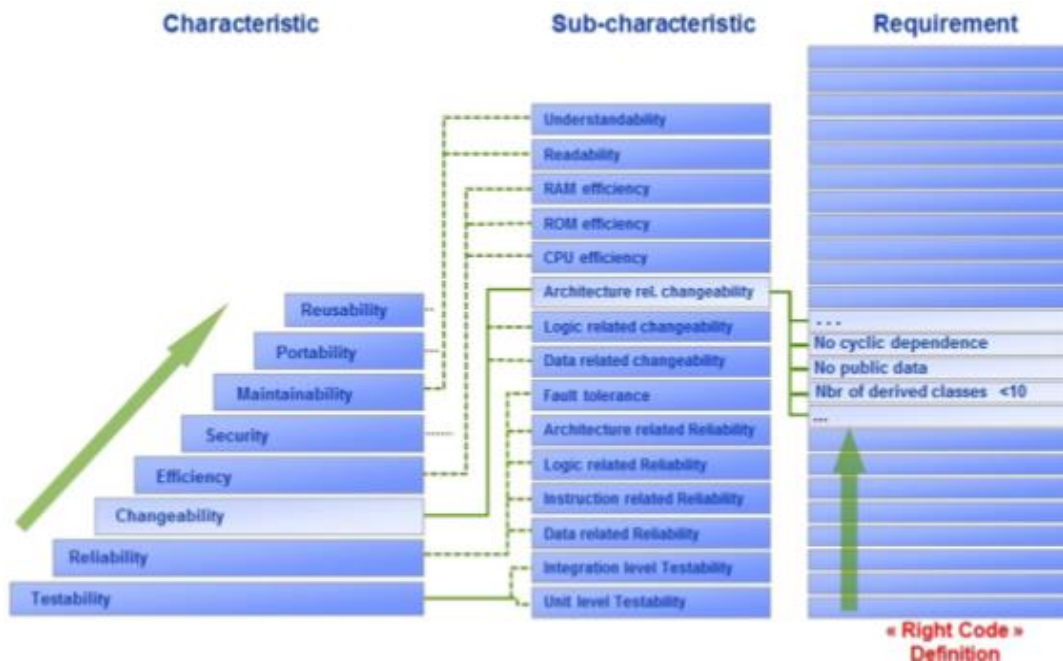 Characteristic
Sub-characteristic
Requirement
Reusability
Portability
Maintainability
Security
Efficiency
Changeability
Reliability
Testability
Understandability
Readability
RAM efficiency
ROM efficiency
CPU efficiency
Architecture rel. changeability
Logic related changeability
Data related changeability
Fault tolerance
Architecture related Reliability
Logic related Reliability
Instruction related Reliability
Data related Reliability
Integration level Testability
Unit level Testability
. . .
No cyclic dependence
No public data
Nbr of derived classes <10
...
« Right Code »
Definition